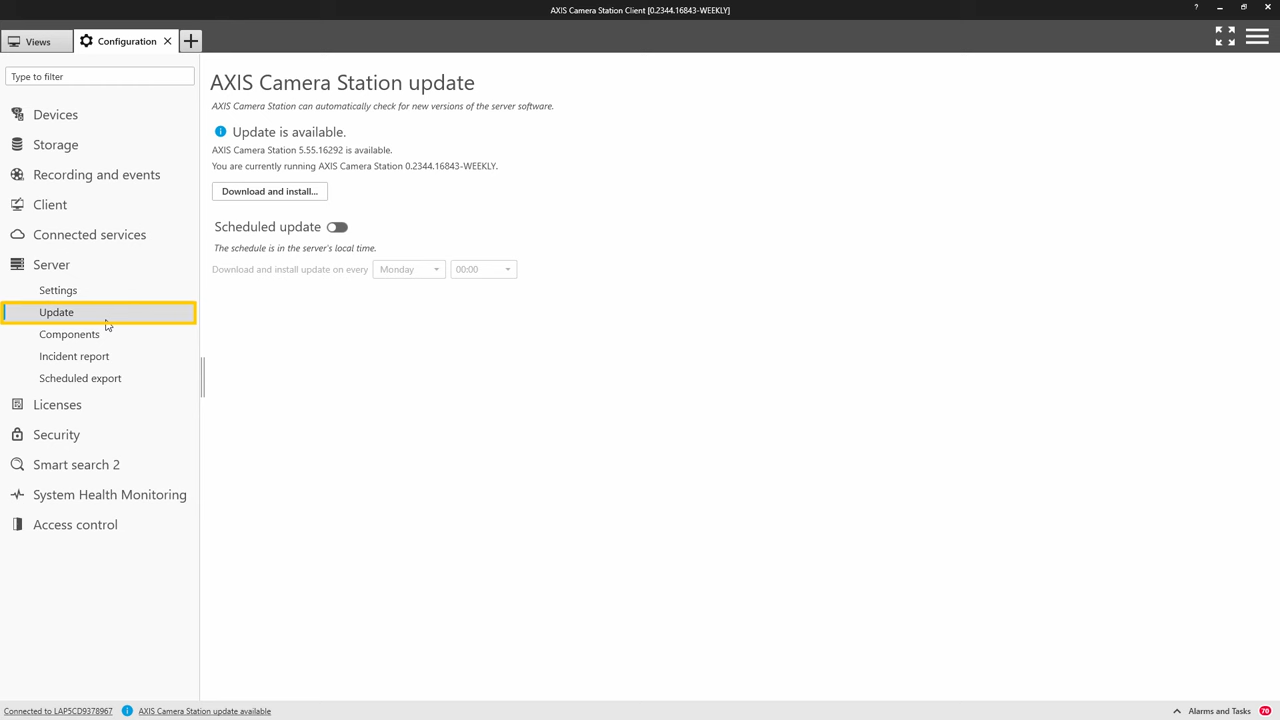 AXIS Camera Station Client [0.2344.16843-WEEKLY]
?
Views
Configuration
Type to filter
Devices
Storage
Recording and events
Client
Connected services
Server
Settings
Update
Components
Incident report
Scheduled export
Licenses
Security
Smart search 2
System Health Monitoring
Access control
AXIS Camera Station update
AXIS Camera Station can automatically check for new versions of the server software.
Update is available.
AXIS Camera Station 5.55.16292 is available.
You are currently running AXIS Camera Station 0.2344.16843-WEEKLY.
Download and install...
Scheduled update
The schedule is in the server's local time.
Download and install update on every Monday 00:00
Connected to LAP5CD9378967 AXIS Camera Station update available Alarms and Tasks 70